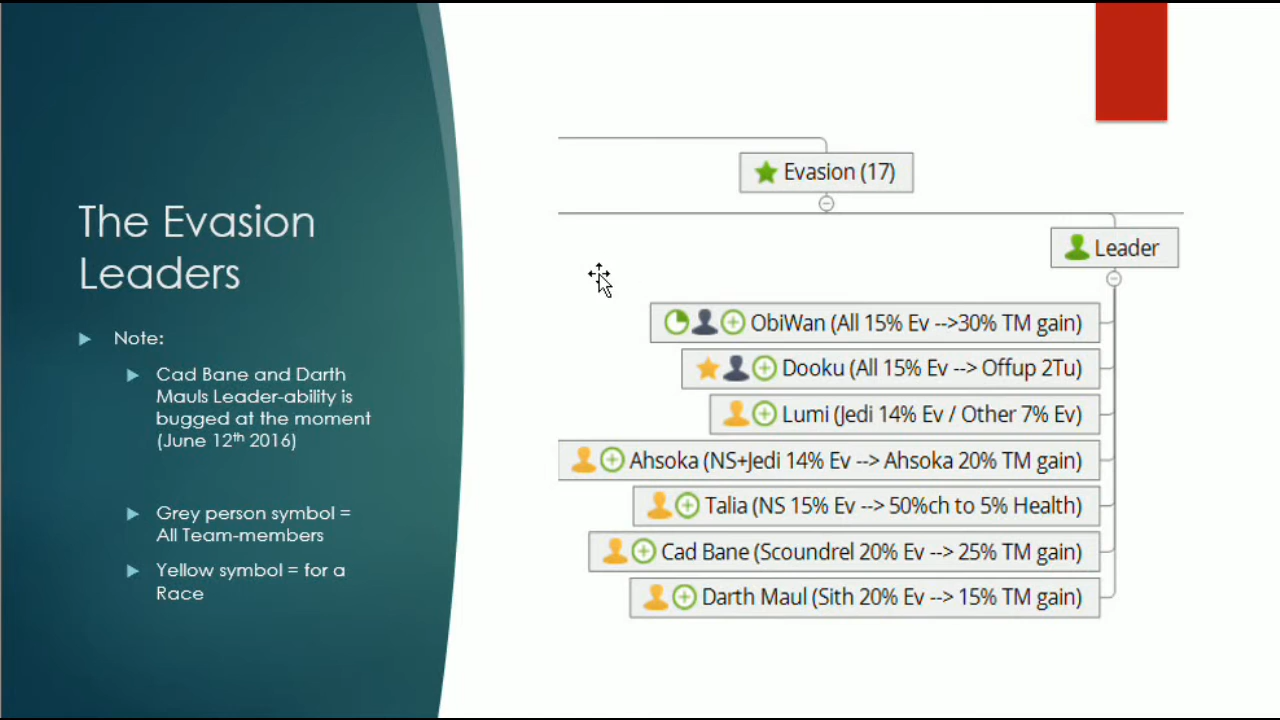 The Evasion
Leaders
Note:
Cad Bane and Darth
Mauls Leader-ability is
bugged at the moment
(June 12th 2016)
Grey person symbol =
All Team-members
Yellow symbol = for a
Race
Evasion (17)
Leader
ObiWan (All 15% Ev -->30% TM gain)
Dooku (All 15% Ev --> Offup 2Tu)
Lumi (Jedi 14% Ev / Other 7% Ev)
Ahsoka (NS+Jedi 14% Ev --> Ahsoka 20% TM gain)
Talia (NS 15% Ev --> 50%ch to 5% Health)
Cad Bane (Scoundrel 20% Ev --> 25% TM gain)
Darth Maul (Sith 20% Ev --> 15% TM gain)